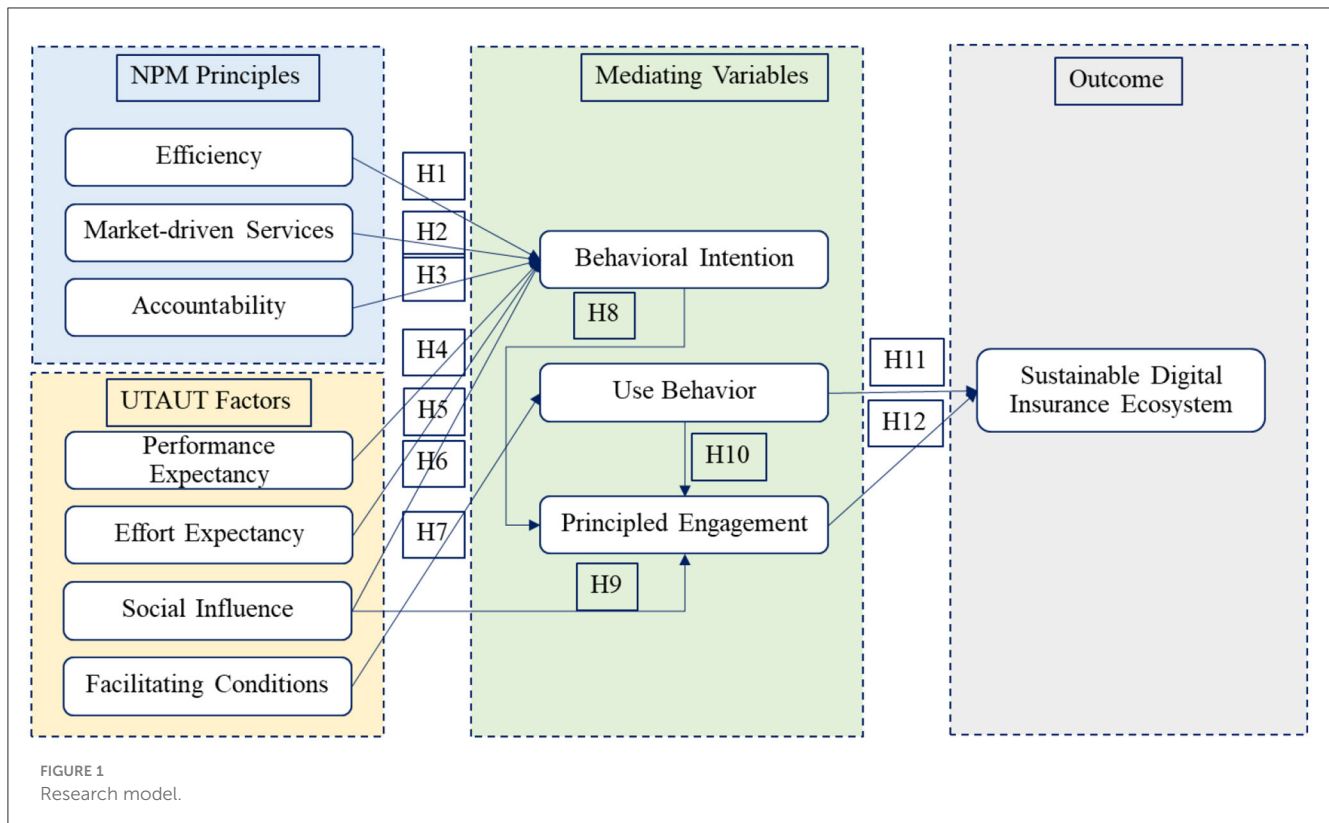 NPM Principles
Efficiency
Market-driven Services
Accountability
UTAUT Factors
Performance
Expectancy
Effort Expectancy
Social Influence
Facilitating Conditions
H1
H2
H3
H4
H5
H6
H7
Mediating Variables
Behavioral Intention
H8
Use Behavior
H10
Principled Engagement
H9
H11
H12
Outcome
Sustainable Digital
Insurance Ecosystem
FIGURE 1
Research model.